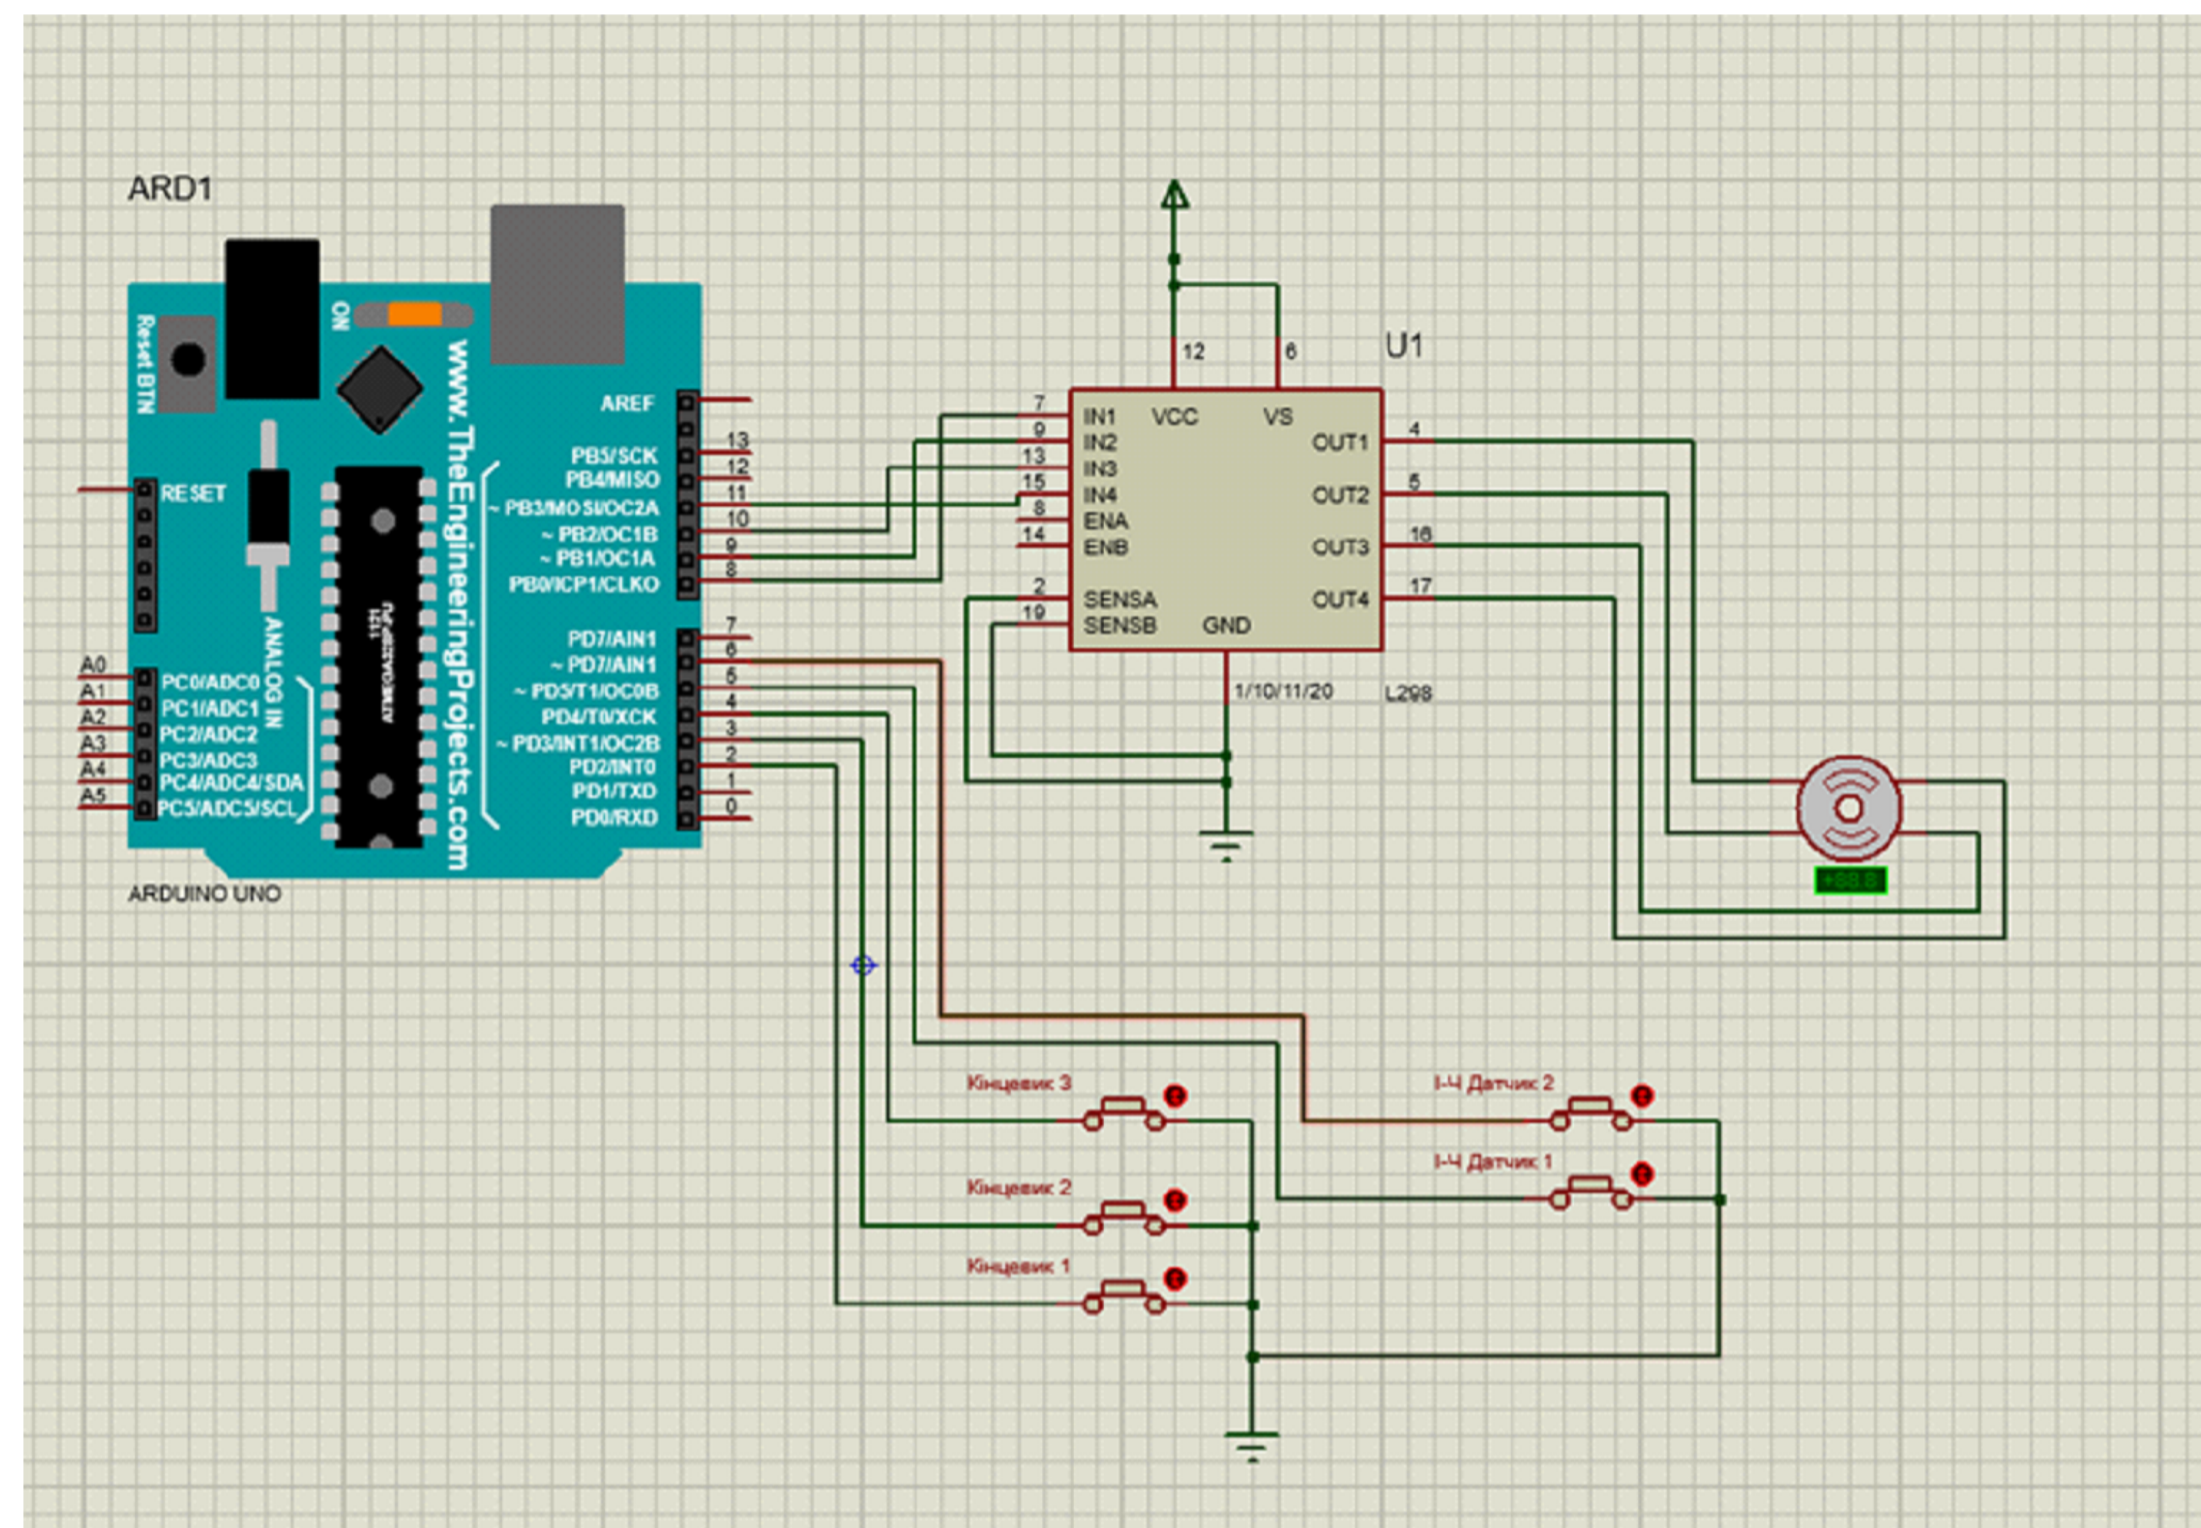 ARD1
ARDUINO UNO
Reset BTN
ON
www.TheEngineeringProjects.com
RESET
ANALOG IN
A0
A1
A2
A3
A4
A5
PC0/ADC0
PC1/ADC1
PC2/ADC2
PC3/ADC3
PC4/ADC4/SDA
PC5/ADC5/SCL
AREF
PB5/SCK 13
PB4/MISO 12
~ PB3/MOSI/OC2A 11
~ PB2/OC1B 10
~ PB1/OC1A 9
PB0/ICP1/CLKO 8
PD7/AIN1 7
~ PD7/AIN1 6
~ PD5/T1/OC0B 5
PD4/T0/XCK 4
~ PD3/INT1/OC2B 3
PD2/INT0 2
PD1/TXD 1
PD0/RXD 0
U1
12
6
VCC
VS
7 IN1
9 IN2
13 IN3
15 IN4
8 ENA
14 ENB
2 SENSA
19 SENSB
GND
1/10/11/20
OUT1 4
OUT2 5
OUT3 16
OUT4 17
L298
+88.8
Кінцевик 3
Кінцевик 2
Кінцевик 1
І-Ч Датчик 2
І-Ч Датчик 1